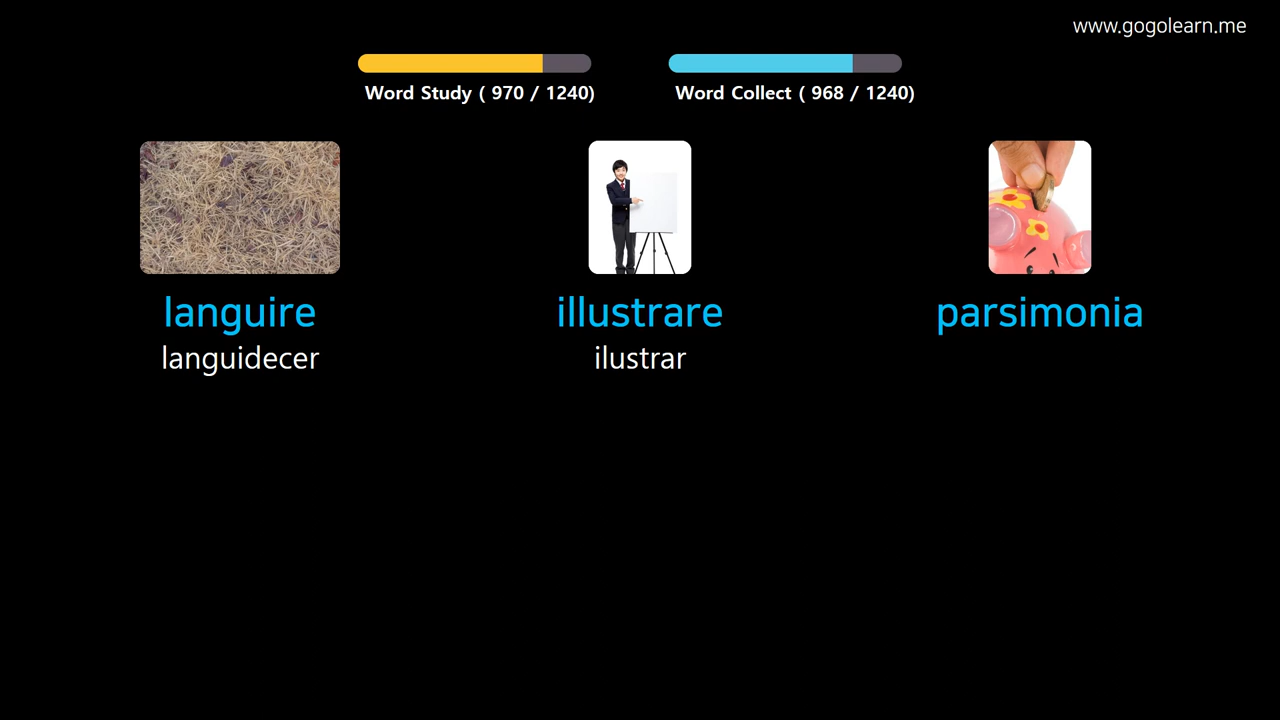 www.gogolearn.me
Word Study ( 970 / 1240)
Word Collect ( 968 / 1240)
languire
illustrare
parsimonia
languidecer
ilustrar